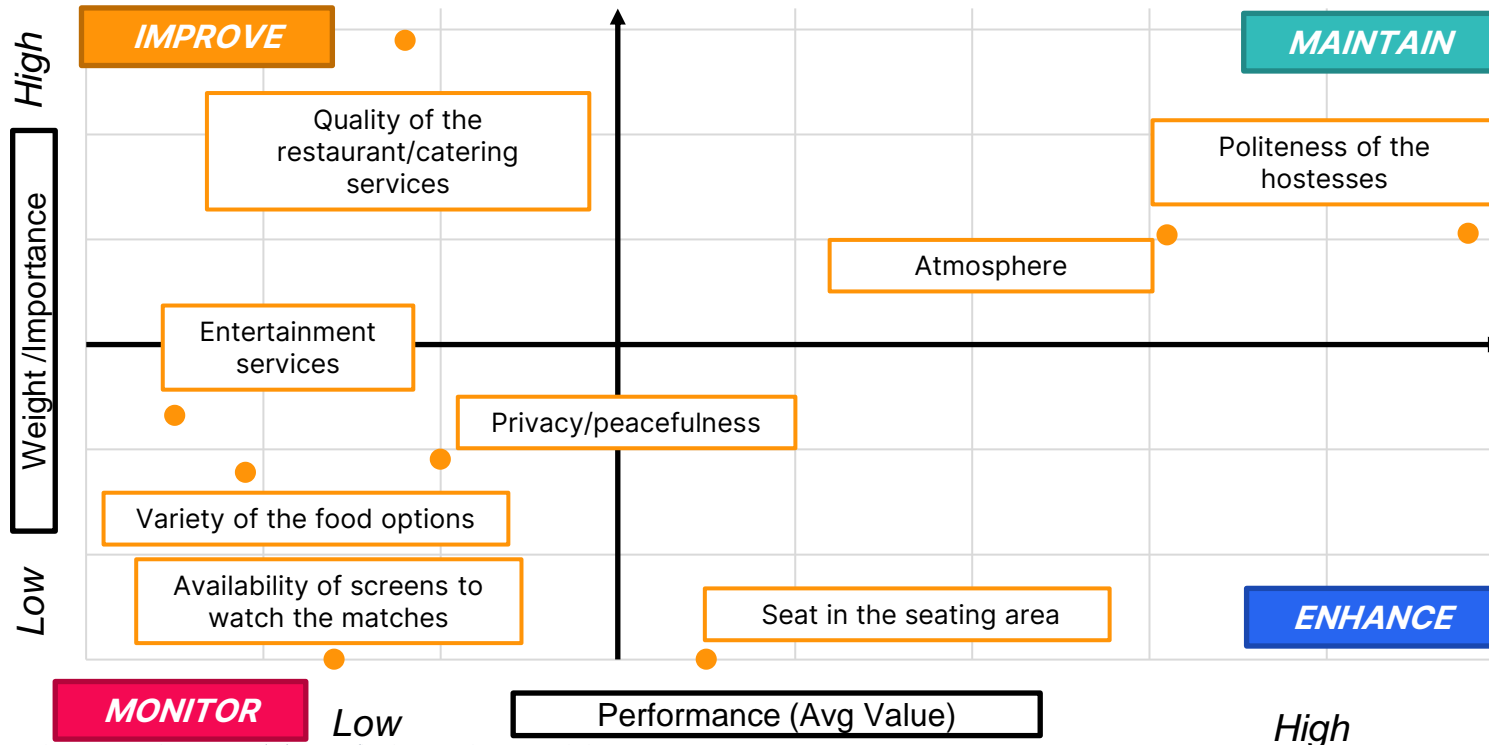 IMPROVE
MAINTAIN
High
Quality of the
restaurant/catering
services
Politeness of the
hostesses
Atmosphere
Weight /Importance
Entertainment
services
Privacy/peacefulness
Variety of the food options
Availability of screens to
watch the matches
Seat in the seating area
Low
ENHANCE
MONITOR
Low
Performance (Avg Value)
High